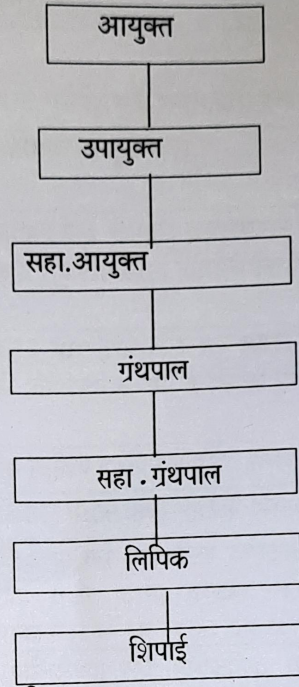 आयुक्त
उपायुक्त
सहा.आयुक्त
ग्रंथपाल
सहा . ग्रंथपाल
लिपिक
शिपाई